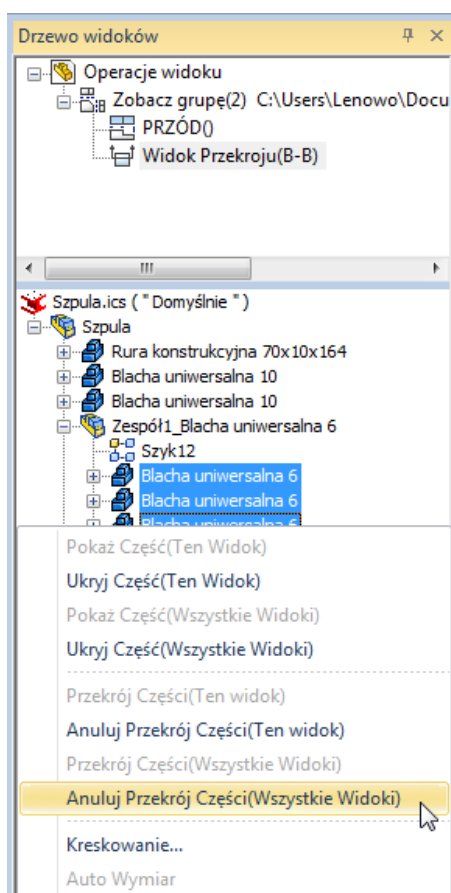 Drzewo widoków
Operacje widoku
Zobacz grupę(2) C:\Users\Lenowo\Docu
PRZÓD()
Widok Przekroju(B-B)
Szpula.ics ( "Domyślnie" )
Szpula
Rura konstrukcyjna 70x10x164
Blacha uniwersalna 10
Blacha uniwersalna 10
Zespół1_Blacha uniwersalna 6
Szyk12
Blacha uniwersalna 6
Blacha uniwersalna 6
Blacha uniwersalna 6
Pokaż Część(Ten Widok)
Ukryj Część(Ten Widok)
Pokaż Część(Wszystkie Widoki)
Ukryj Część(Wszystkie Widoki)
Przekrój Części(Ten widok)
Anuluj Przekrój Części(Ten widok)
Przekrój Części(Wszystkie Widoki)
Anuluj Przekrój Części(Wszystkie Widoki)
Kreskowanie...
Auto Wymiar